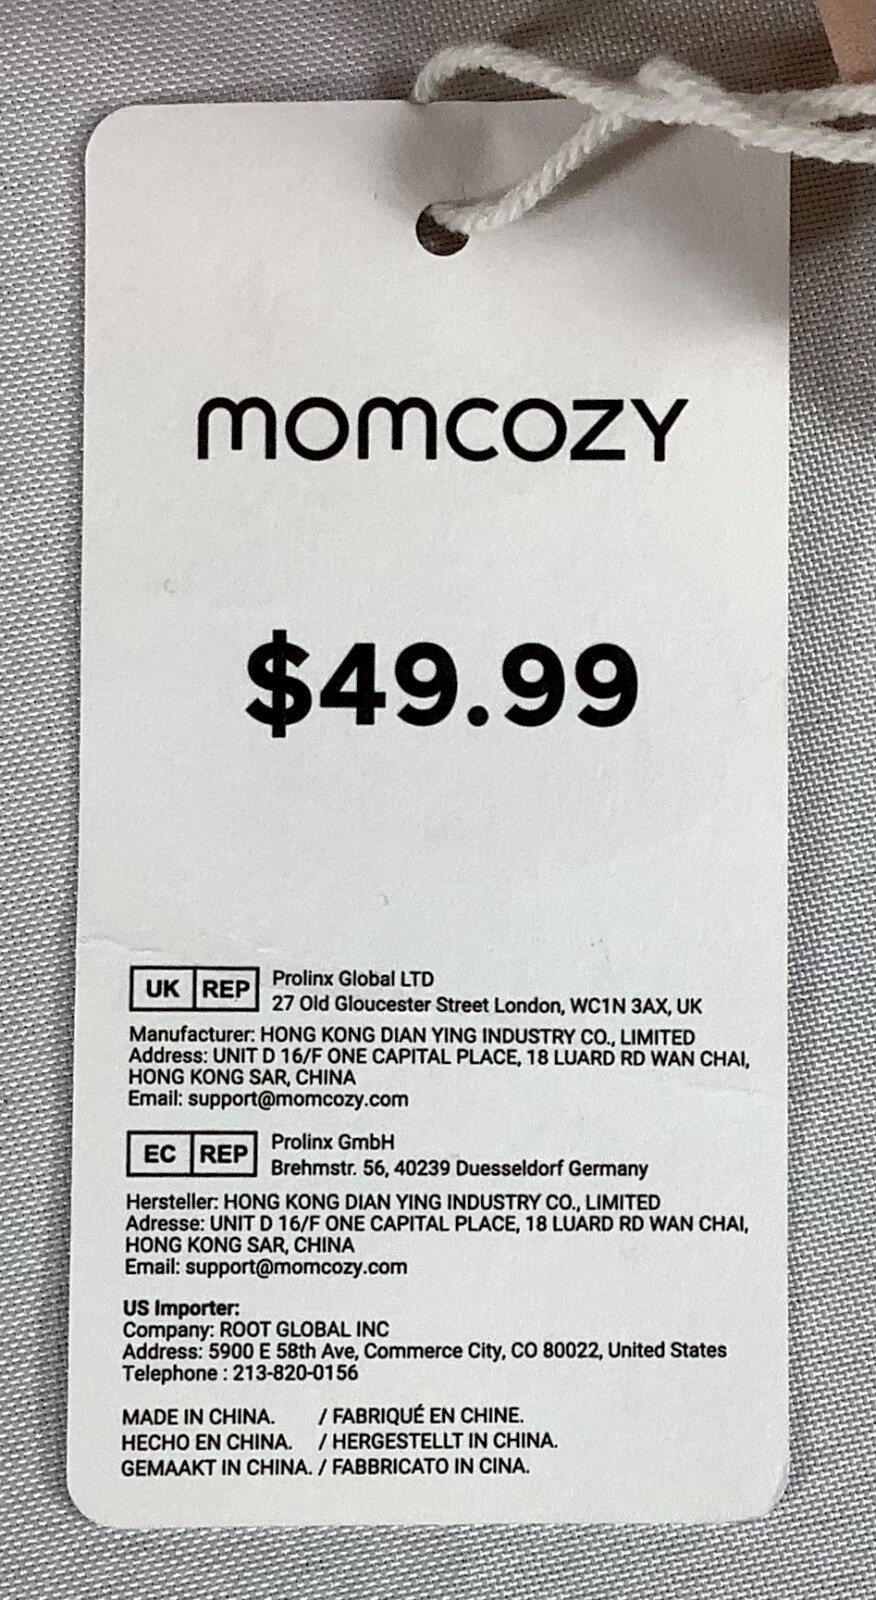 momcozy
$49.99
UK REP Prolinx Global LTD
27 Old Gloucester Street London, WC1N 3AX, UK
Manufacturer: HONG KONG DIAN YING INDUSTRY CO., LIMITED
Address: UNIT D 16/F ONE CAPITAL PLACE, 18 LUARD RD WAN CHAI,
HONG KONG SAR, CHINA
Email: support@momcozy.com
EC REP Prolinx GmbH
Brehmstr. 56, 40239 Duesseldorf Germany
Hersteller: HONG KONG DIAN YING INDUSTRY CO., LIMITED
Adresse: UNIT D 16/F ONE CAPITAL PLACE, 18 LUARD RD WAN CHAI,
HONG KONG SAR, CHINA
Email: support@momcozy.com
US Importer:
Company: ROOT GLOBAL INC
Address: 5900 E 58th Ave, Commerce City, CO 80022, United States
Telephone : 213-820-0156
MADE IN CHINA. / FABRIQUÉ EN CHINE.
HECHO EN CHINA. / HERGESTELLT IN CHINA.
GEMAAKT IN CHINA. / FABBRICATO IN CINA.